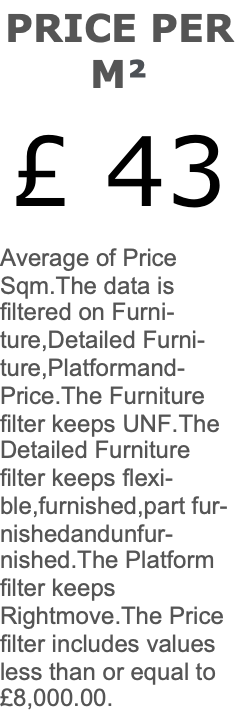 PRICE PER
M²
£ 43
Average of Price
Sqm.The data is
filtered on Furni-
ture,Detailed Furni-
ture,Platformand-
Price.The Furniture
filter keeps UNF.The
Detailed Furniture
filter keeps flexi-
ble,furnished,part fur-
nishedandunfur-
nished.The Platform
filter keeps
Rightmove.The Price
filter includes values
less than or equal to
£8,000.00.